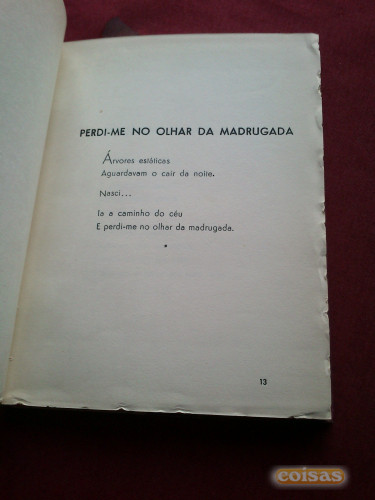 PERDI-ME NO OLHAR DA MADRUGADA
Árvores estáticas
Aguardavam o cair da noite.
Nasci...
Ia a caminho do céu
E perdi-me no olhar da madrugada.
*
13
coisas